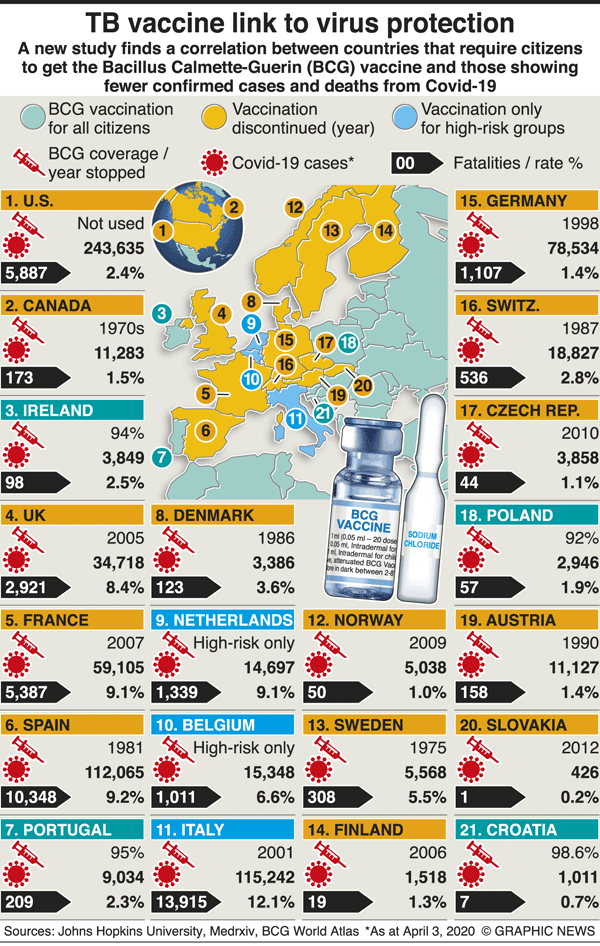 TB vaccine link to virus protection
A new study finds a correlation between countries that require citizens
to get the Bacillus Calmette-Guerin (BCG) vaccine and those showing
fewer confirmed cases and deaths from Covid-19
BCG vaccination
for all citizens
Vaccination
discontinued (year)
Vaccination only
for high-risk groups
BCG coverage /
year stopped
Covid-19 cases*
00
Fatalities / rate %
1. U.S.
Not used
243,635
5,887
2.4%
2. CANADA
1970s
11,283
173
1.5%
3. IRELAND
94%
3,849
98
2.5%
4. UK
2005
34,718
2,921
8.4%
5. FRANCE
2007
59,105
5,387
9.1%
6. SPAIN
1981
112,065
10,348
9.2%
7. PORTUGAL
95%
9,034
209
2.3%
1
2
12
13
14
3
4
8
9
15
17
18
16
10
5
20
19
21
11
6
7
BCG
VACCINE
1 ml (0.05 ml – 20 dose
0.05 ml, Intradermal for
ml, Intradermal for chil
e, attenuated BCG Vac
ore in dark between 2-8°
SODIUM
CHLORIDE
8. DENMARK
1986
3,386
123
3.6%
9. NETHERLANDS
High-risk only
14,697
1,339
9.1%
10. BELGIUM
High-risk only
15,348
1,011
6.6%
11. ITALY
2001
115,242
13,915
12.1%
12. NORWAY
2009
5,038
50
1.0%
13. SWEDEN
1975
5,568
308
5.5%
14. FINLAND
2006
1,518
19
1.3%
15. GERMANY
1998
78,534
1,107
1.4%
16. SWITZ.
1987
18,827
536
2.8%
17. CZECH REP.
2010
3,858
44
1.1%
18. POLAND
92%
2,946
57
1.9%
19. AUSTRIA
1990
11,127
158
1.4%
20. SLOVAKIA
2012
426
1
0.2%
21. CROATIA
98.6%
1,011
7
0.7%
Sources: Johns Hopkins University, Medrxiv, BCG World Atlas *As at April 3, 2020 © GRAPHIC NEWS